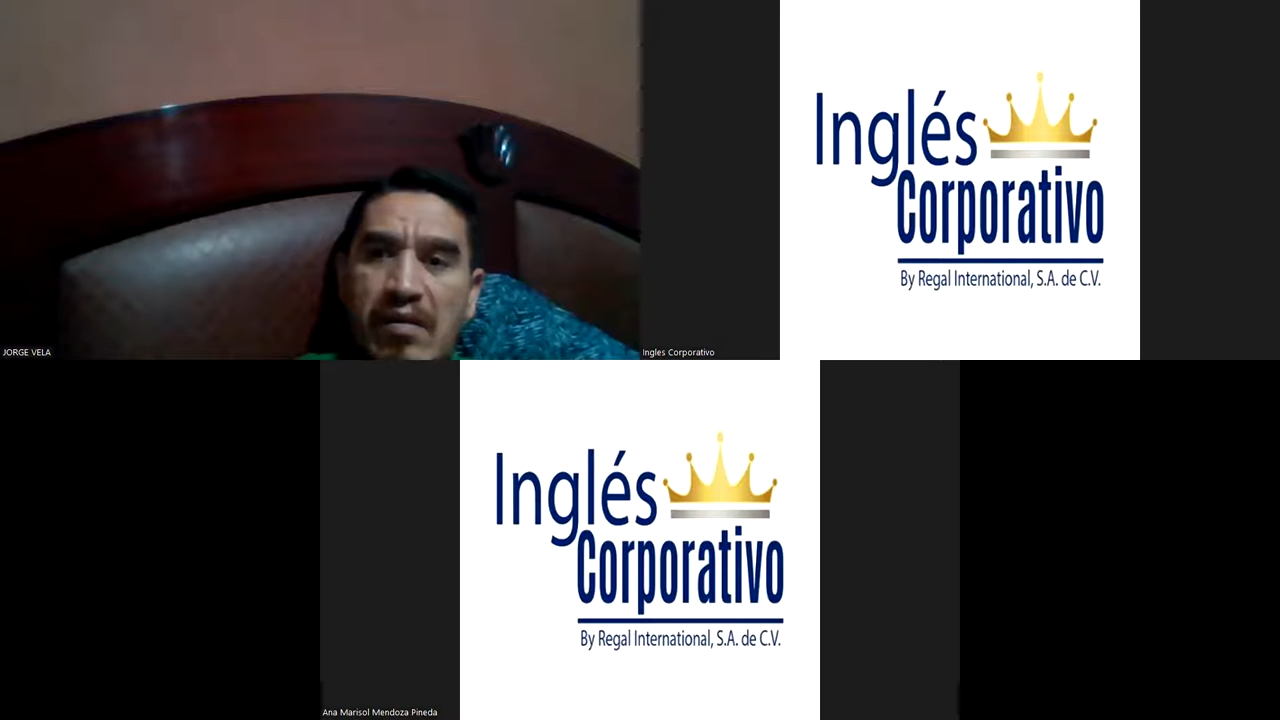 Inglés
Corporativo
By Regal International, S.A. de C.V.
JORGE VELA
Ingles Corporativo
Inglés
Corporativo
By Regal International, S.A. de C.V.
Ana Marisol Mendoza Pineda